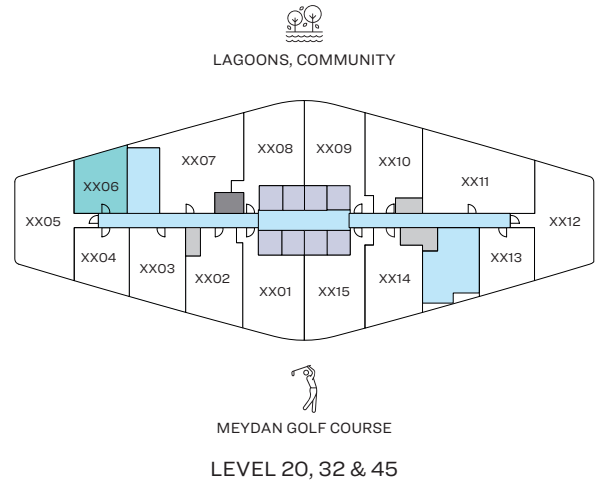 LAGOONS, COMMUNITY
XX08 XX09
XX07 XX10
XX06 XX11
XX05 XX12
XX04 XX13
XX03 XX14
XX02
XX01 XX15
MEYDAN GOLF COURSE
LEVEL 20, 32 & 45